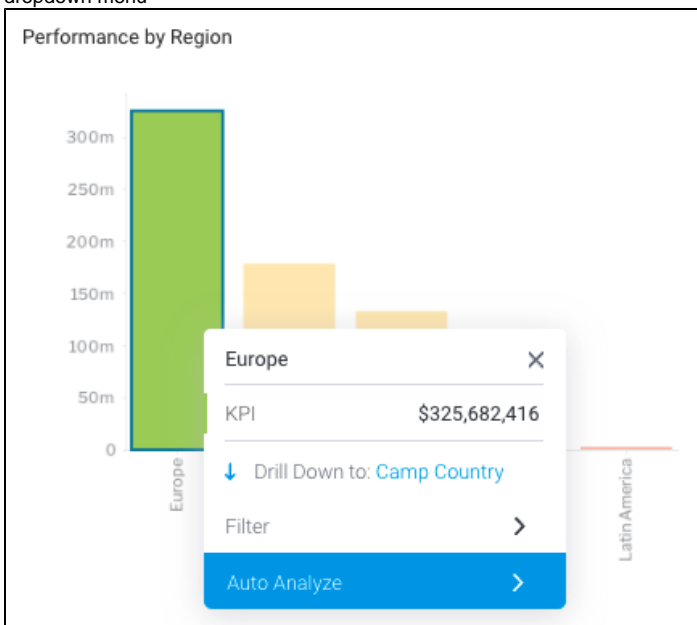 dropdown menu
Performance by Region
300m
250m
200m
150m
100m
50m
0
Europe
Latin America
Europe
KPI $325,682,416
Drill Down to: Camp Country
Filter
Auto Analyze